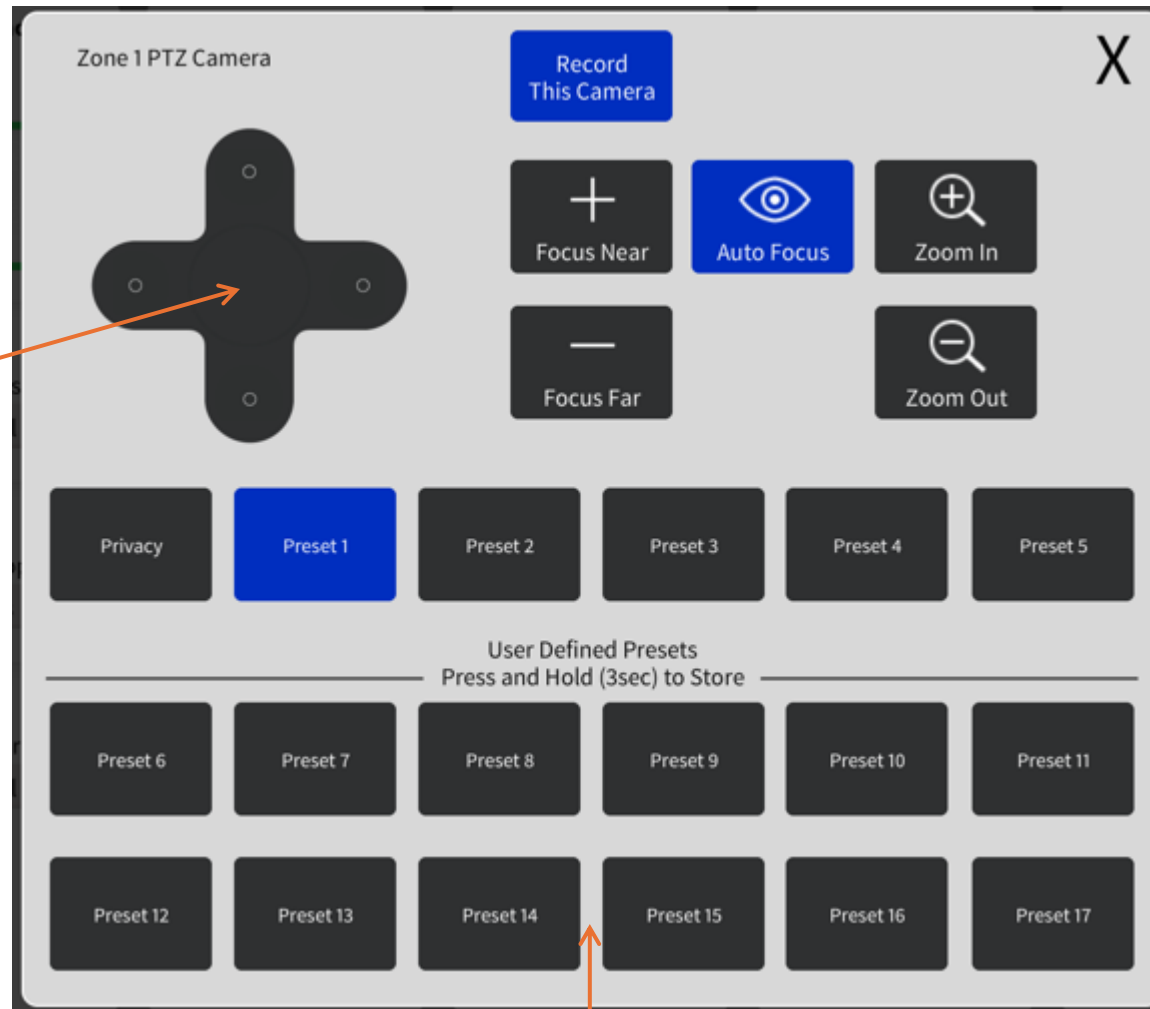 Zone 1 PTZ Camera
Record
This Camera
X
Focus Near
Auto Focus
Zoom In
Focus Far
Zoom Out
Privacy
Preset 1
Preset 2
Preset 3
Preset 4
Preset 5
User Defined Presets
Press and Hold (3sec) to Store
Preset 6
Preset 7
Preset 8
Preset 9
Preset 10
Preset 11
Preset 12
Preset 13
Preset 14
Preset 15
Preset 16
Preset 17